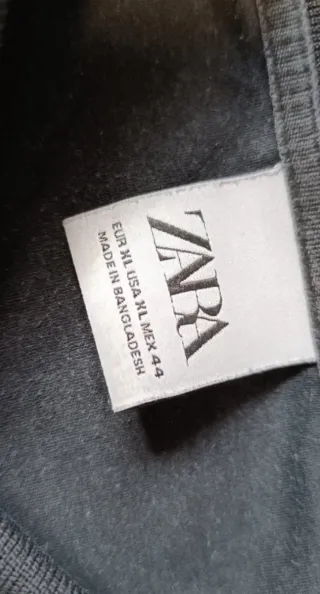 ZARA
EUR XL USA XL MEX 44
MADE IN BANGLADESH